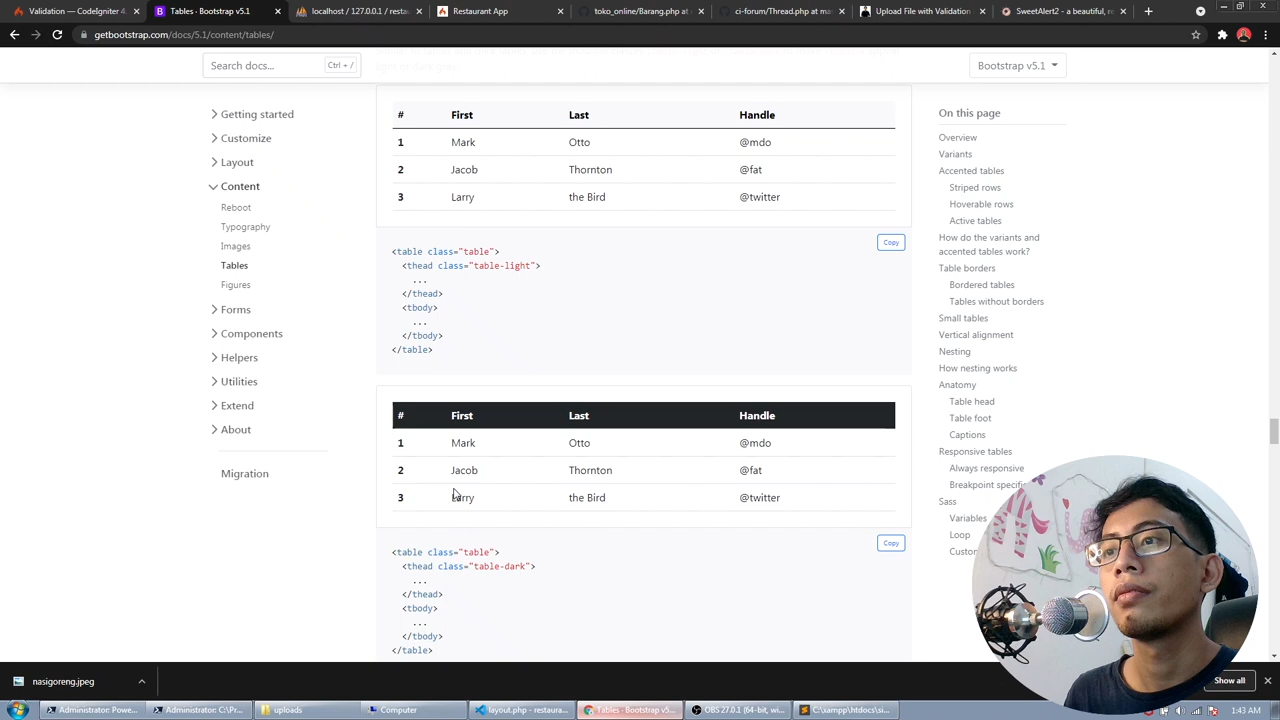 Validation — CodeIgniter 4.
Tables · Bootstrap v5.1
localhost / 127.0.0.1 / restau
Restaurant App
toko_online/Barang.php at m
ci-forum/Thread.php at ma
Upload File with Validation
SweetAlert2 - a beautiful, re
getbootstrap.com/docs/5.1/content/tables/
Search docs...
Ctrl + /
Bootstrap v5.1
Getting started
Customize
Layout
Content
Reboot
Typography
Images
Tables
Figures
Forms
Components
Helpers
Utilities
Extend
About
Migration
# First Last Handle
1 Mark Otto @mdo
2 Jacob Thornton @fat
3 Larry the Bird @twitter
Copy
<table class="table">
<thead class="table-light">
...
</thead>
<tbody>
...
</tbody>
</table>
# First Last Handle
1 Mark Otto @mdo
2 Jacob Thornton @fat
3 Larry the Bird @twitter
Copy
<table class="table">
<thead class="table-dark">
...
</thead>
<tbody>
...
</tbody>
</table>
On this page
Overview
Variants
Accented tables
Striped rows
Hoverable rows
Active tables
How do the variants and
accented tables work?
Table borders
Bordered tables
Tables without borders
Small tables
Vertical alignment
Nesting
How nesting works
Anatomy
Table head
Table foot
Captions
Responsive tables
Always responsive
Breakpoint specifi
Sass
Variables
Loop
Custo
nasigoreng.jpeg
Show all
Administrator: Powe...
Administrator: C:\Pr...
uploads
Computer
layout.php - restaura...
Tables · Bootstrap v5...
OBS 27.0.1 (64-bit, wi...
C:\xampp\htdocs\si...
1:43 AM